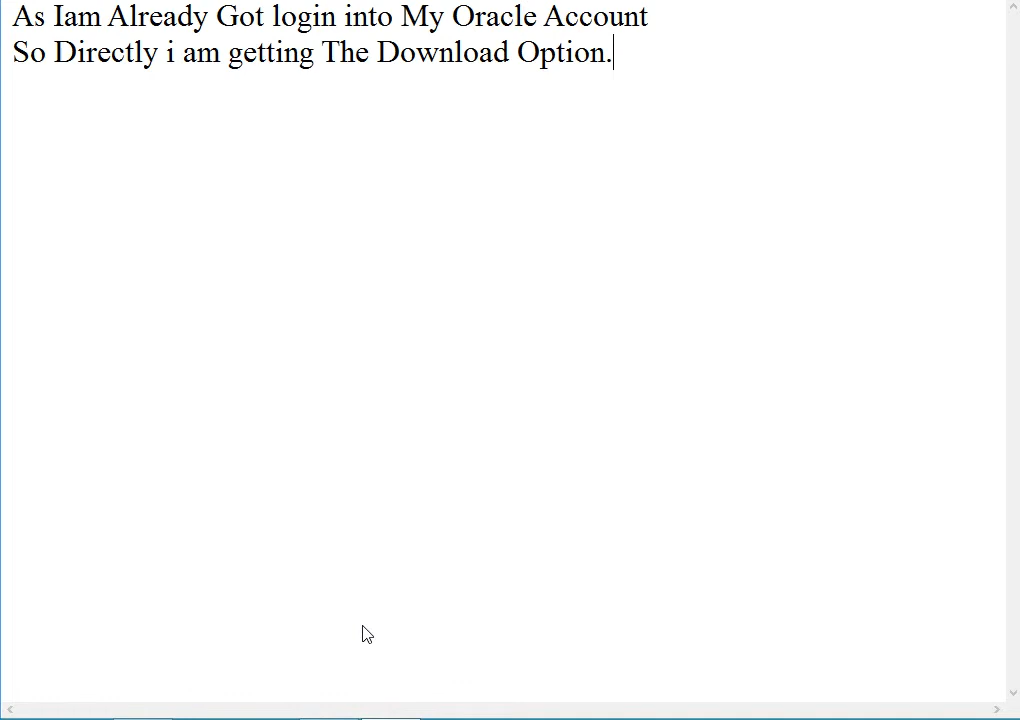 As Iam Already Got login into My Oracle Account
So Directly i am getting The Download Option.